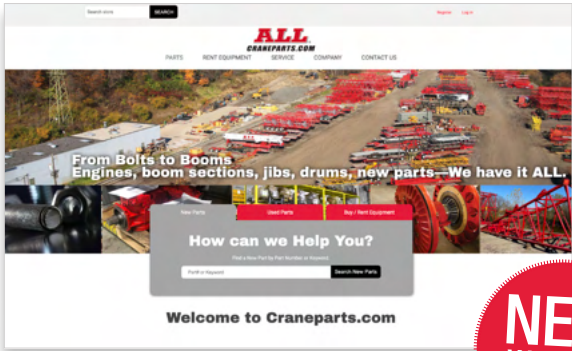 Search store
SEARCH
Register
Log in
ALL
CRANEPARTS.COM
PARTS
RENT EQUIPMENT
SERVICE
COMPANY
CONTACT US
From Bolts to Booms
Engines, boom sections, jibs, drums, new parts—We have it ALL.
New Parts
Used Parts
Buy / Rent Equipment
How can we Help You?
Find a New Part by Part Number or Keyword.
Part# or Keyword
Search New Parts
Welcome to Craneparts.com
NE